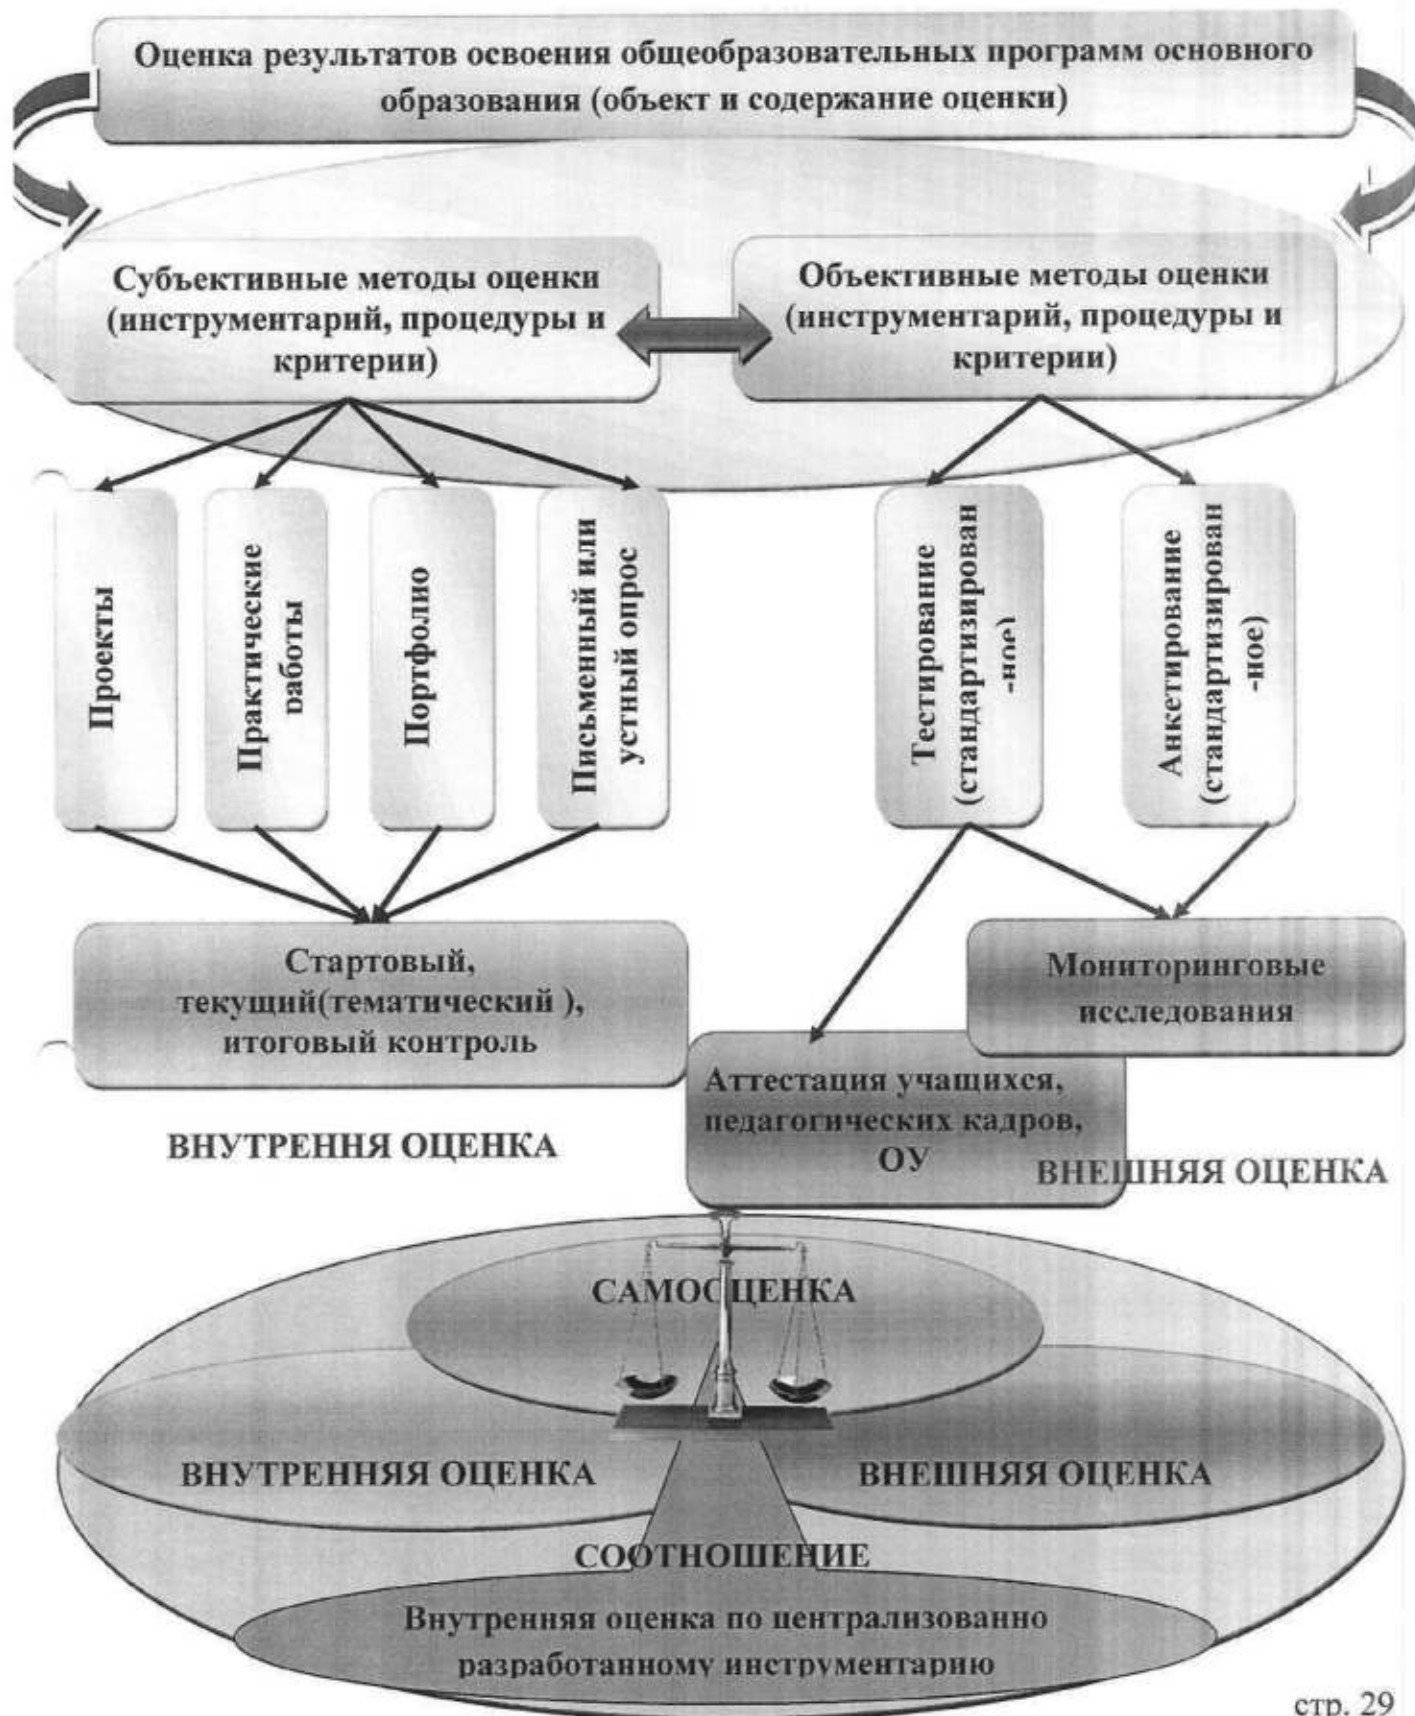 Оценка результатов освоения общеобразовательных программ основного
образования (объект и содержание оценки)
Субъективные методы оценки
(инструментарий, процедуры и
критерии)
Объективные методы оценки
(инструментарий, процедуры и
критерии)
Проекты
Практические
работы
Портфолио
Письменный или
устный опрос
Тестирование
(стандартизирован
-ное)
Анкетирование
(стандартизирован
-ное)
Стартовый,
текущий(тематический ),
итоговый контроль
Мониторинговые
исследования
Аттестация учащихся,
педагогических кадров,
ОУ
ВНУТРЕННЯ ОЦЕНКА
ВНЕШНЯЯ ОЦЕНКА
САМООЦЕНКА
ВНУТРЕННЯЯ ОЦЕНКА
ВНЕШНЯЯ ОЦЕНКА
СООТНОШЕНИЕ
Внутренняя оценка по централизованно
разработанному инструментарию
стр. 29